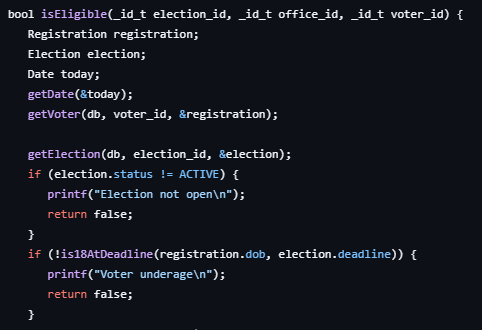 bool isEligible(_id_t election_id, _id_t office_id, _id_t voter_id) {
Registration registration;
Election election;
Date today;
getDate(&today);
getVoter(db, voter_id, &registration);
getElection(db, election_id, &election);
if (election.status != ACTIVE) {
printf("Election not open\n");
return false;
}
if (!is18AtDeadline(registration.dob, election.deadline)) {
printf("Voter underage\n");
return false;
}